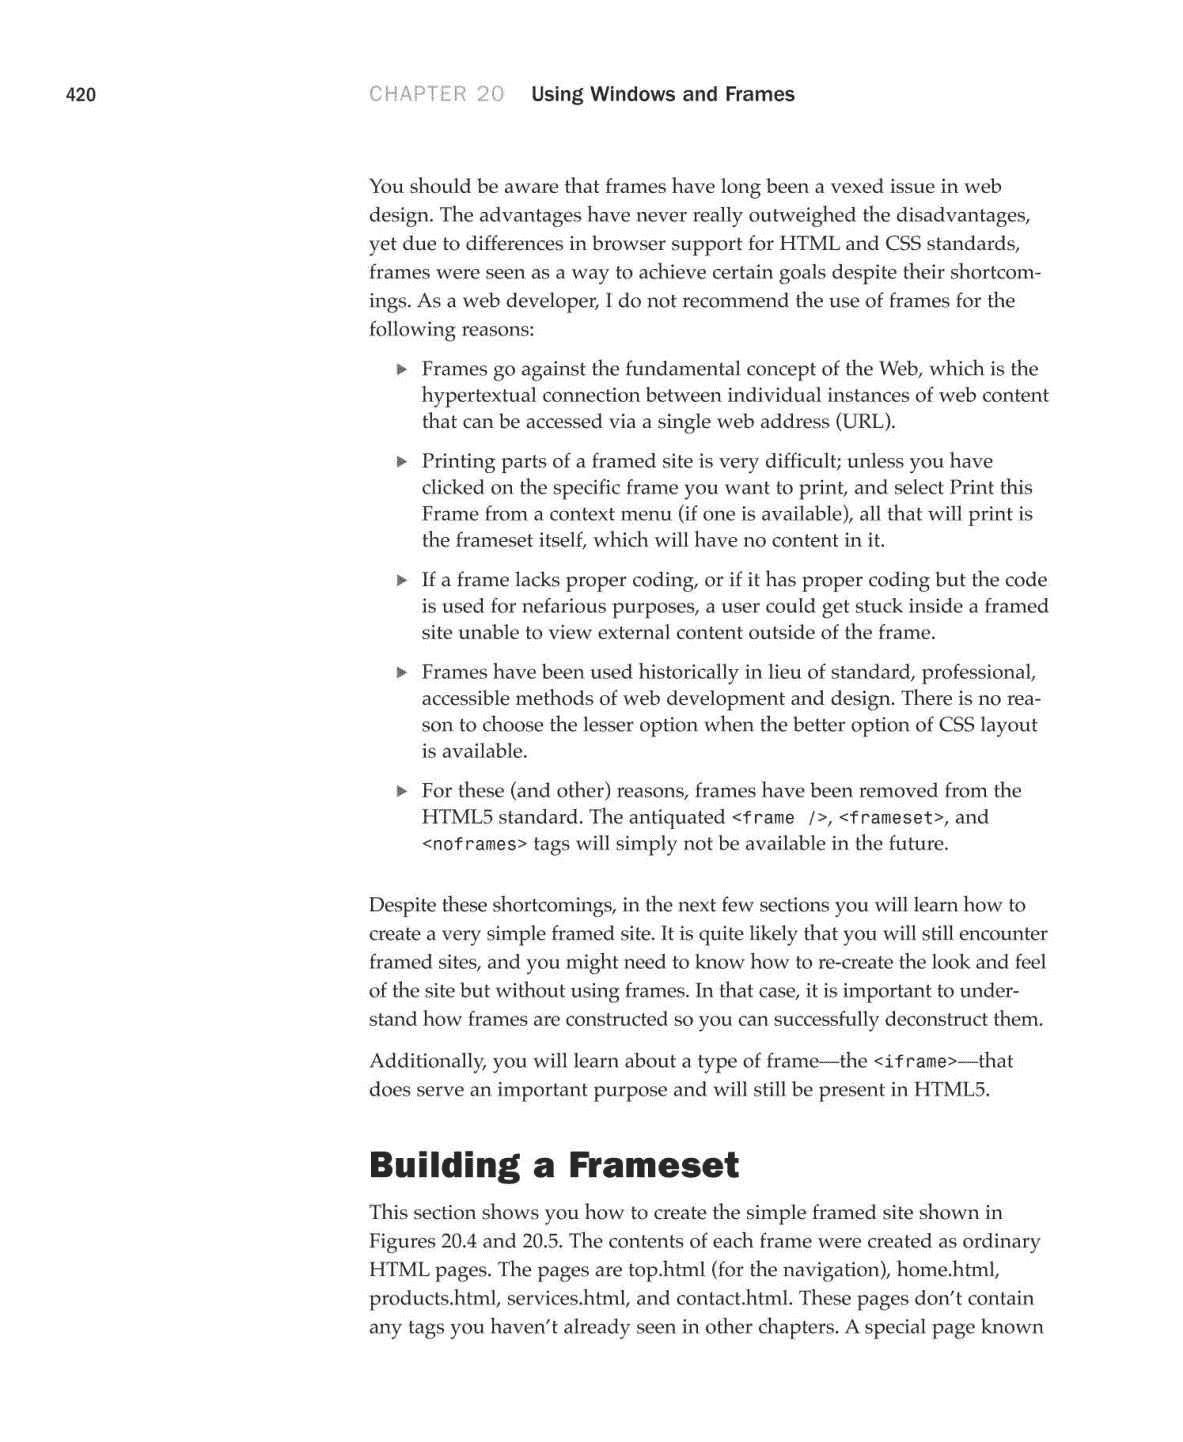 420
CHAPTER 20 Using Windows and Frames
You should be aware that frames have long been a vexed issue in web
design. The advantages have never really outweighed the disadvantages,
yet due to differences in browser support for HTML and CSS standards,
frames were seen as a way to achieve certain goals despite their shortcom-
ings. As a web developer, I do not recommend the use of frames for the
following reasons:
▶ Frames go against the fundamental concept of the Web, which is the
hypertextual connection between individual instances of web content
that can be accessed via a single web address (URL).
▶ Printing parts of a framed site is very difficult; unless you have
clicked on the specific frame you want to print, and select Print this
Frame from a context menu (if one is available), all that will print is
the frameset itself, which will have no content in it.
▶ If a frame lacks proper coding, or if it has proper coding but the code
is used for nefarious purposes, a user could get stuck inside a framed
site unable to view external content outside of the frame.
▶ Frames have been used historically in lieu of standard, professional,
accessible methods of web development and design. There is no rea-
son to choose the lesser option when the better option of CSS layout
is available.
▶ For these (and other) reasons, frames have been removed from the
HTML5 standard. The antiquated <frame />, <frameset>, and
<noframes> tags will simply not be available in the future.
Despite these shortcomings, in the next few sections you will learn how to
create a very simple framed site. It is quite likely that you will still encounter
framed sites, and you might need to know how to re-create the look and feel
of the site but without using frames. In that case, it is important to under-
stand how frames are constructed so you can successfully deconstruct them.
Additionally, you will learn about a type of frame—the <iframe>—that
does serve an important purpose and will still be present in HTML5.
Building a Frameset
This section shows you how to create the simple framed site shown in
Figures 20.4 and 20.5. The contents of each frame were created as ordinary
HTML pages. The pages are top.html (for the navigation), home.html,
products.html, services.html, and contact.html. These pages don't contain
any tags you haven't already seen in other chapters. A special page known